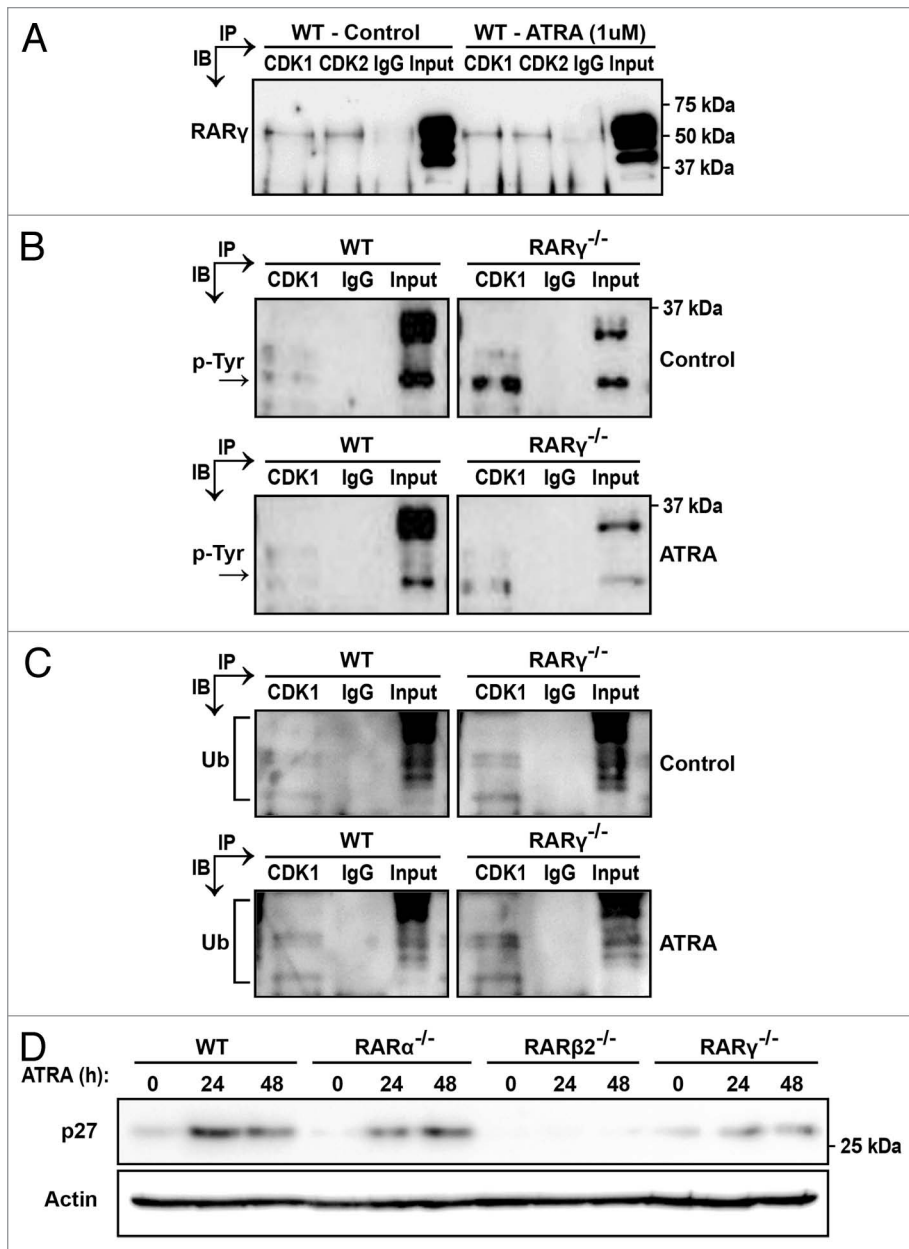 A
IP
IB
WT - Control
WT - ATRA (1uM)
CDK1 CDK2 IgG Input CDK1 CDK2 IgG Input
RARγ
75 kDa
50 kDa
37 kDa
B
IP
IB
WT
RARγ-/-
CDK1 IgG Input CDK1 IgG Input
37 kDa
p-Tyr
Control
IP
IB
WT
RARγ-/-
CDK1 IgG Input CDK1 IgG Input
37 kDa
p-Tyr
ATRA
C
IP
IB
WT
RARγ-/-
CDK1 IgG Input CDK1 IgG Input
Ub
Control
IP
IB
WT
RARγ-/-
CDK1 IgG Input CDK1 IgG Input
Ub
ATRA
D
WT RARα-/- RARβ2-/- RARγ-/-
ATRA (h): 0 24 48 0 24 48 0 24 48 0 24 48
p27
25 kDa
Actin